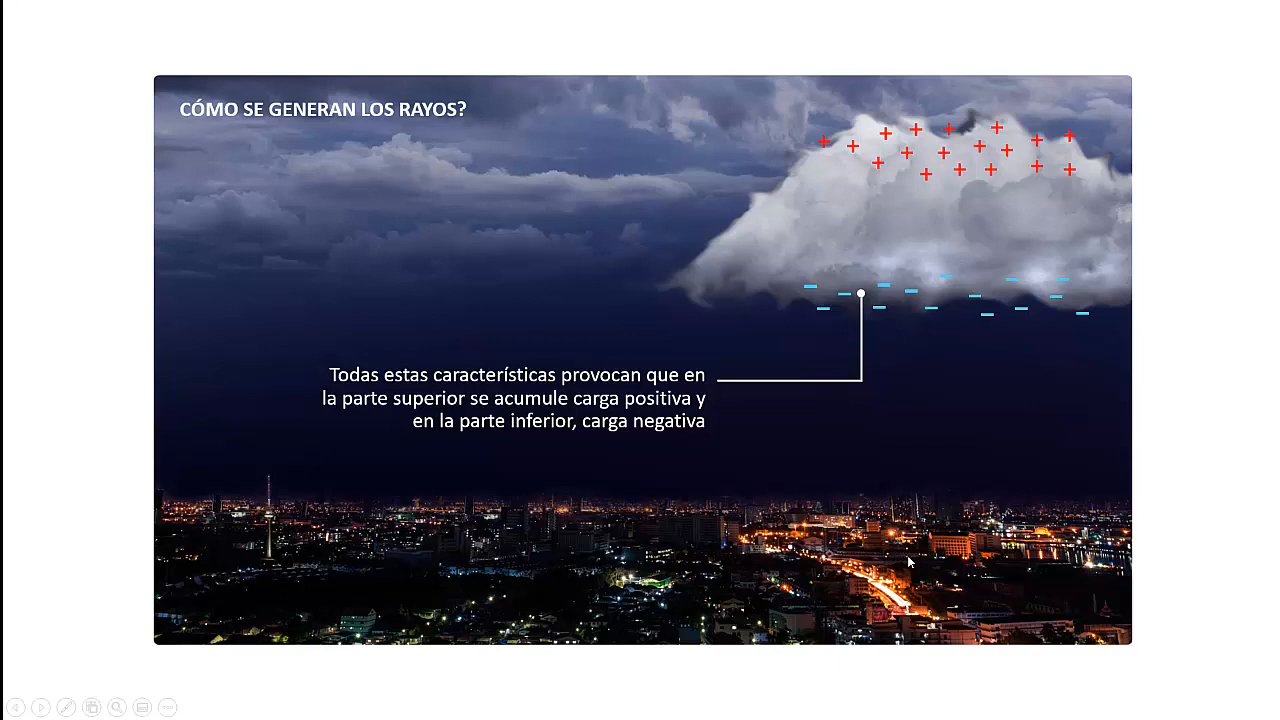 CÓMO SE GENERAN LOS RAYOS?
Todas estas características provocan que en
la parte superior se acumule carga positiva y
en la parte inferior, carga negativa